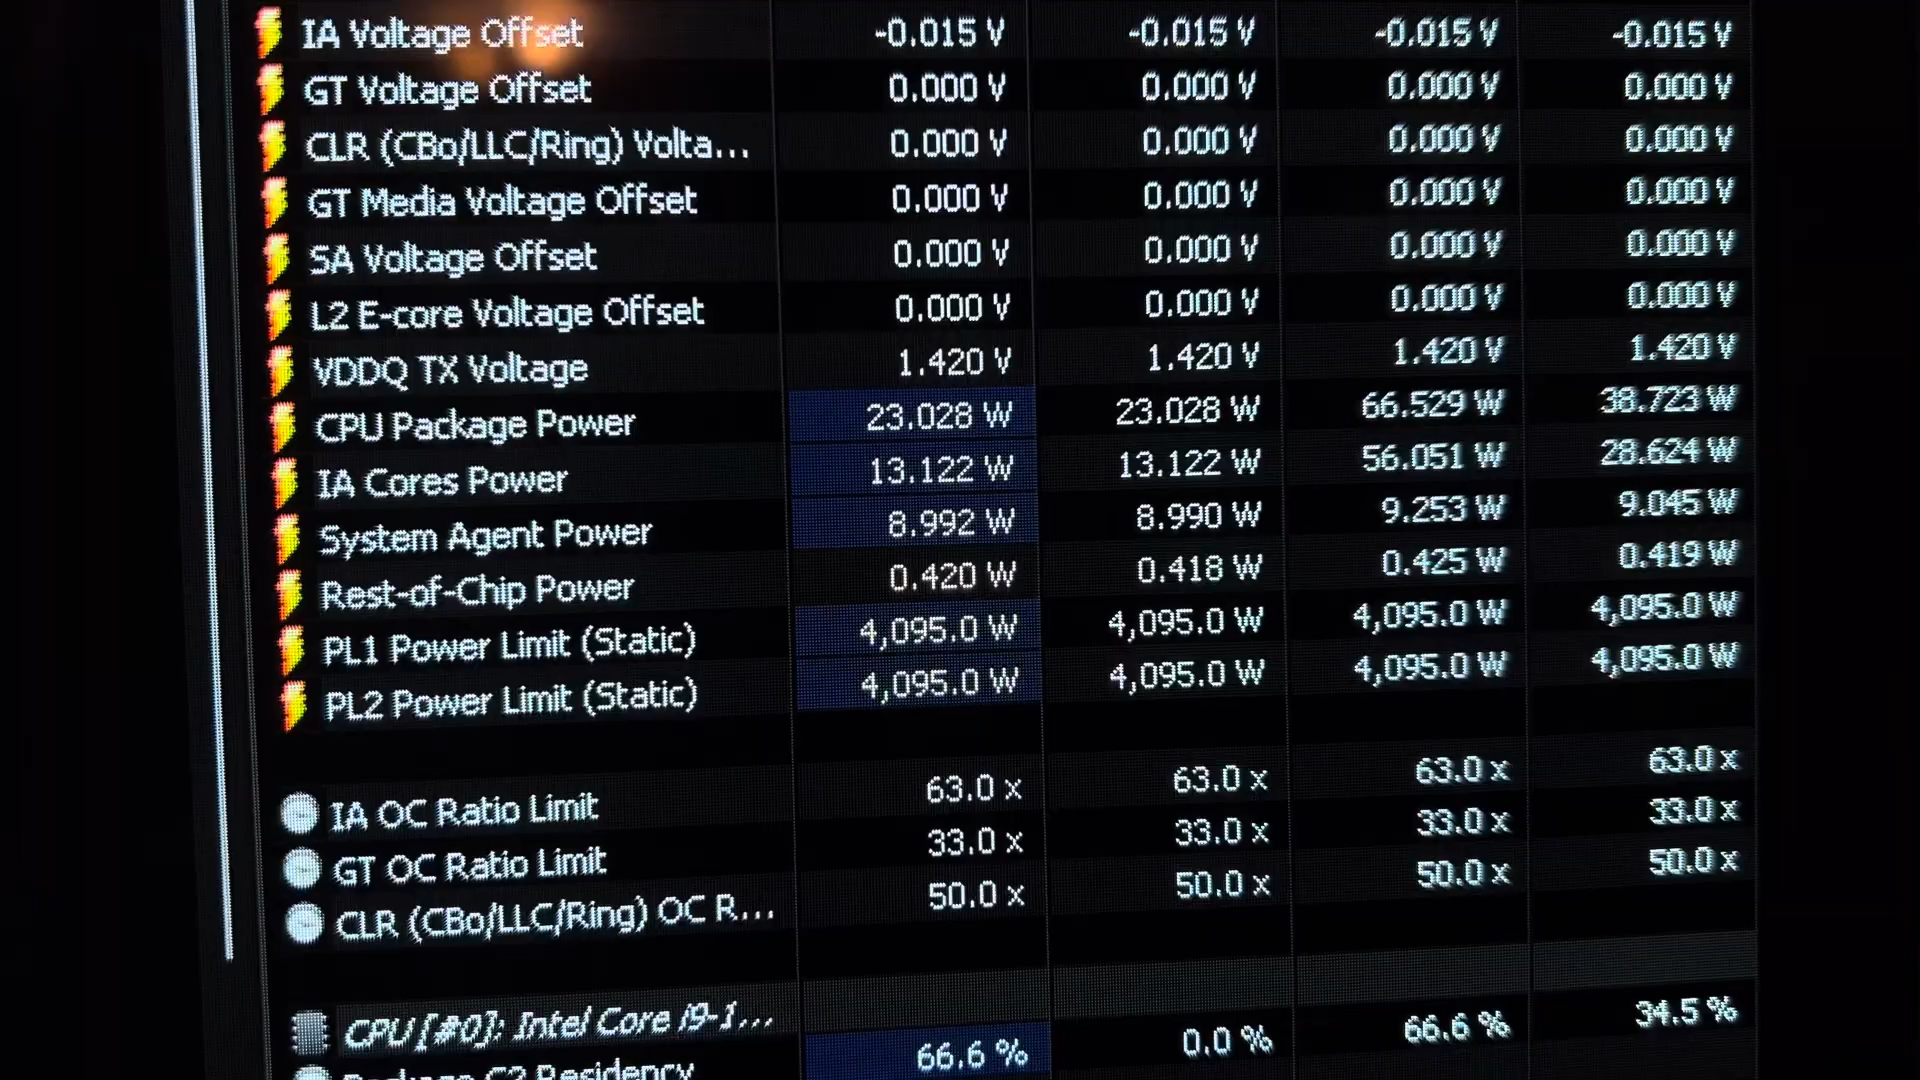 IA Voltage Offset -0.015 V -0.015 V -0.015 V -0.015 V
GT Voltage Offset 0.000 V 0.000 V 0.000 V 0.000 V
CLR (CBo/LLC/Ring) Volta... 0.000 V 0.000 V 0.000 V 0.000 V
GT Media Voltage Offset 0.000 V 0.000 V 0.000 V 0.000 V
SA Voltage Offset 0.000 V 0.000 V 0.000 V 0.000 V
L2 E-core Voltage Offset 0.000 V 0.000 V 0.000 V 0.000 V
VDDQ TX Voltage 1.420 V 1.420 V 1.420 V 1.420 V
CPU Package Power 23.028 W 23.028 W 66.529 W 38.723 W
IA Cores Power 13.122 W 13.122 W 56.051 W 28.624 W
System Agent Power 8.992 W 8.990 W 9.253 W 9.045 W
Rest-of-Chip Power 0.420 W 0.418 W 0.425 W 0.419 W
PL1 Power Limit (Static) 4,095.0 W 4,095.0 W 4,095.0 W 4,095.0 W
PL2 Power Limit (Static) 4,095.0 W 4,095.0 W 4,095.0 W 4,095.0 W
IA OC Ratio Limit 63.0 x 63.0 x 63.0 x 63.0 x
GT OC Ratio Limit 33.0 x 33.0 x 33.0 x 33.0 x
CLR (CBo/LLC/Ring) OC R... 50.0 x 50.0 x 50.0 x 50.0 x
CPU [#0]: Intel Core i9-1...
Package C2 Residency 66.6 % 0.0 % 66.6 % 34.5 %